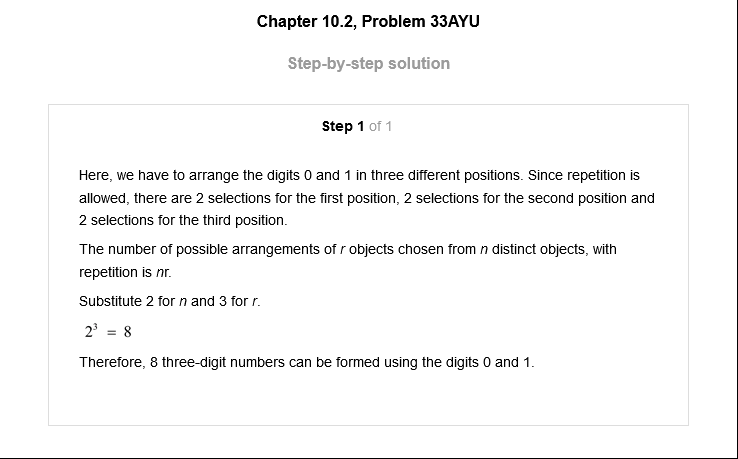 Chapter 10.2, Problem 33AYU
Step-by-step solution
Step 1 of 1
Here, we have to arrange the digits 0 and 1 in three different positions. Since repetition is
allowed, there are 2 selections for the first position, 2 selections for the second position and
2 selections for the third position.
The number of possible arrangements of r objects chosen from n distinct objects, with
repetition is nr.
Substitute 2 for n and 3 for r.
2³ = 8
Therefore, 8 three-digit numbers can be formed using the digits 0 and 1.